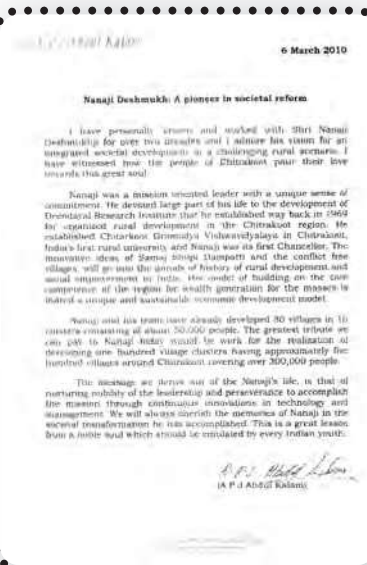 6 March 2010
Nanaji Deshmukh: A pioneer in societal reform
I have personally known and worked with Shri Nanaji
Deshmukhji for over two decades and I admire his vision for an
integrated societal development in a challenging rural scenario. I
have witnessed how the people of Chitrakoot pour their love
towards this great soul.
Nanaji was a mission oriented leader with a unique sense of
commitment. He devoted large part of his life to the development of
Deendayal Research Institute that he established way back in 1969
for organised rural development in the Chitrakoot region. He
established Chitrakoot Gramodya Vishwavidyalaya in Chitrakoot,
India's first rural university and Nanaji was its first Chancellor. The
innovative ideas of Samaj Shilpi Dampatti and the conflict free
villages, will go into the annals of history of rural development and
social empowerment in India. His model of building on the core
competence of the region for wealth generation for the masses is
indeed a unique and sustainable economic development model.
Nanaji and his team have already developed 80 villages in 16
clusters consisting of about 50,000 people. The greatest tribute we
can pay to Nanaji today would be work for the realization of
developing one hundred village clusters having approximately five
hundred villages around Chitrakoot covering over 300,000 people.
The message we derive out of the Nanaji's life, is that of
nurturing nobility of the leadership and perseverance to accomplish
the mission through continuous innovations in technology and
management. We will always cherish the memories of Nanaji in the
societal transformation he has accomplished. This is a great lesson
from a noble soul which should be emulated by every Indian youth.
(A P J Abdul Kalam)